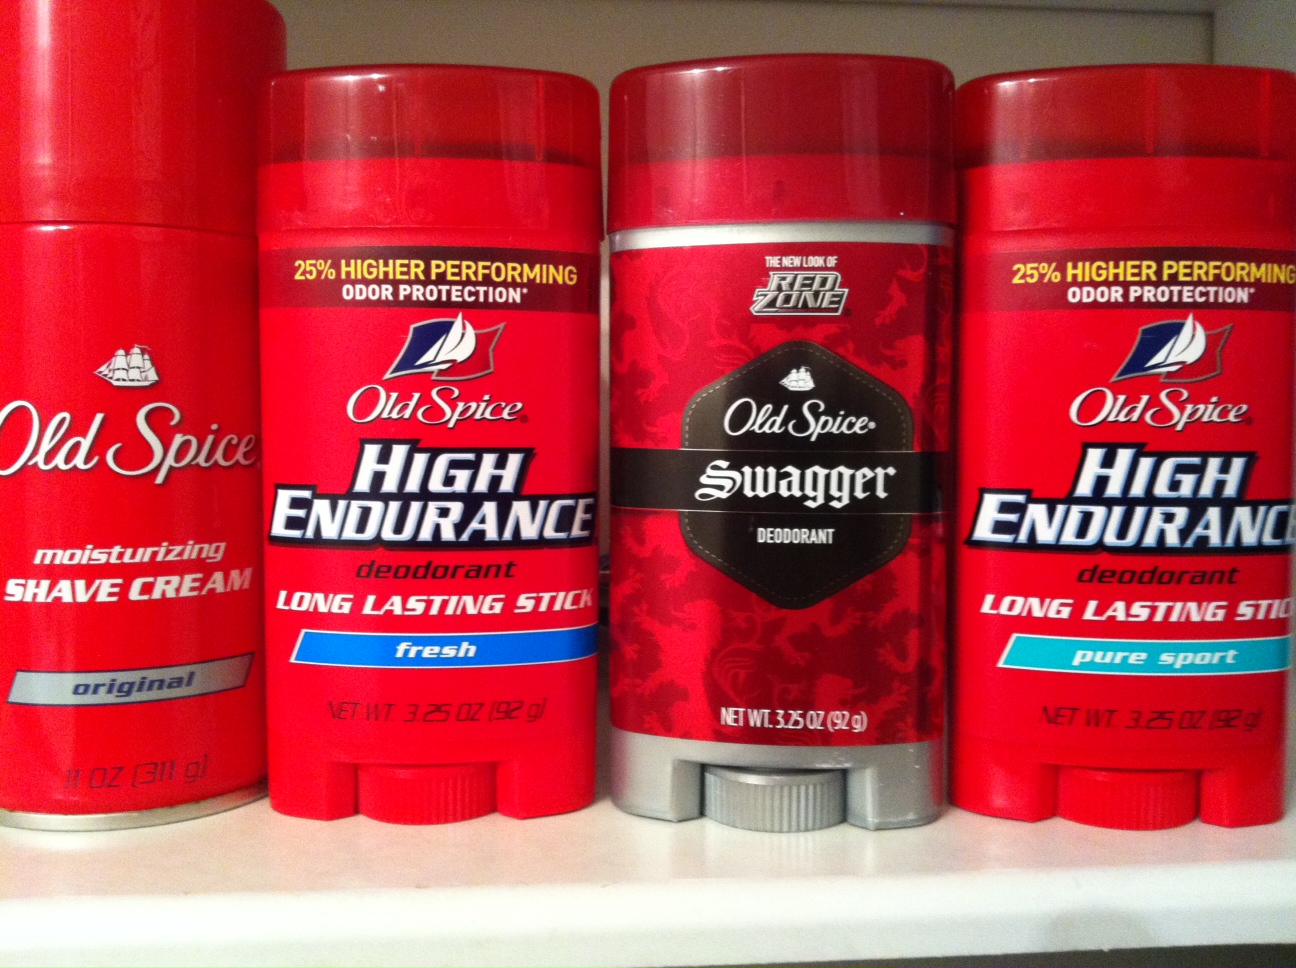 Old Spice
moisturizing
SHAVE CREAM
original
11 OZ (311 g)
25% HIGHER PERFORMING
ODOR PROTECTION*
Old Spice®
HIGH
ENDURANCE
deodorant
LONG LASTING STICK
fresh
NET WT. 3.25 OZ (92 g)
THE NEW LOOK OF
RED
ZONE
Old Spice®
Swagger
DEODORANT
NET WT. 3.25 OZ (92 g)
25% HIGHER PERFORMING
ODOR PROTECTION*
Old Spice®
HIGH
ENDURANCE
deodorant
LONG LASTING STIC
pure sport
NET WT. 3.25 OZ (92 g)